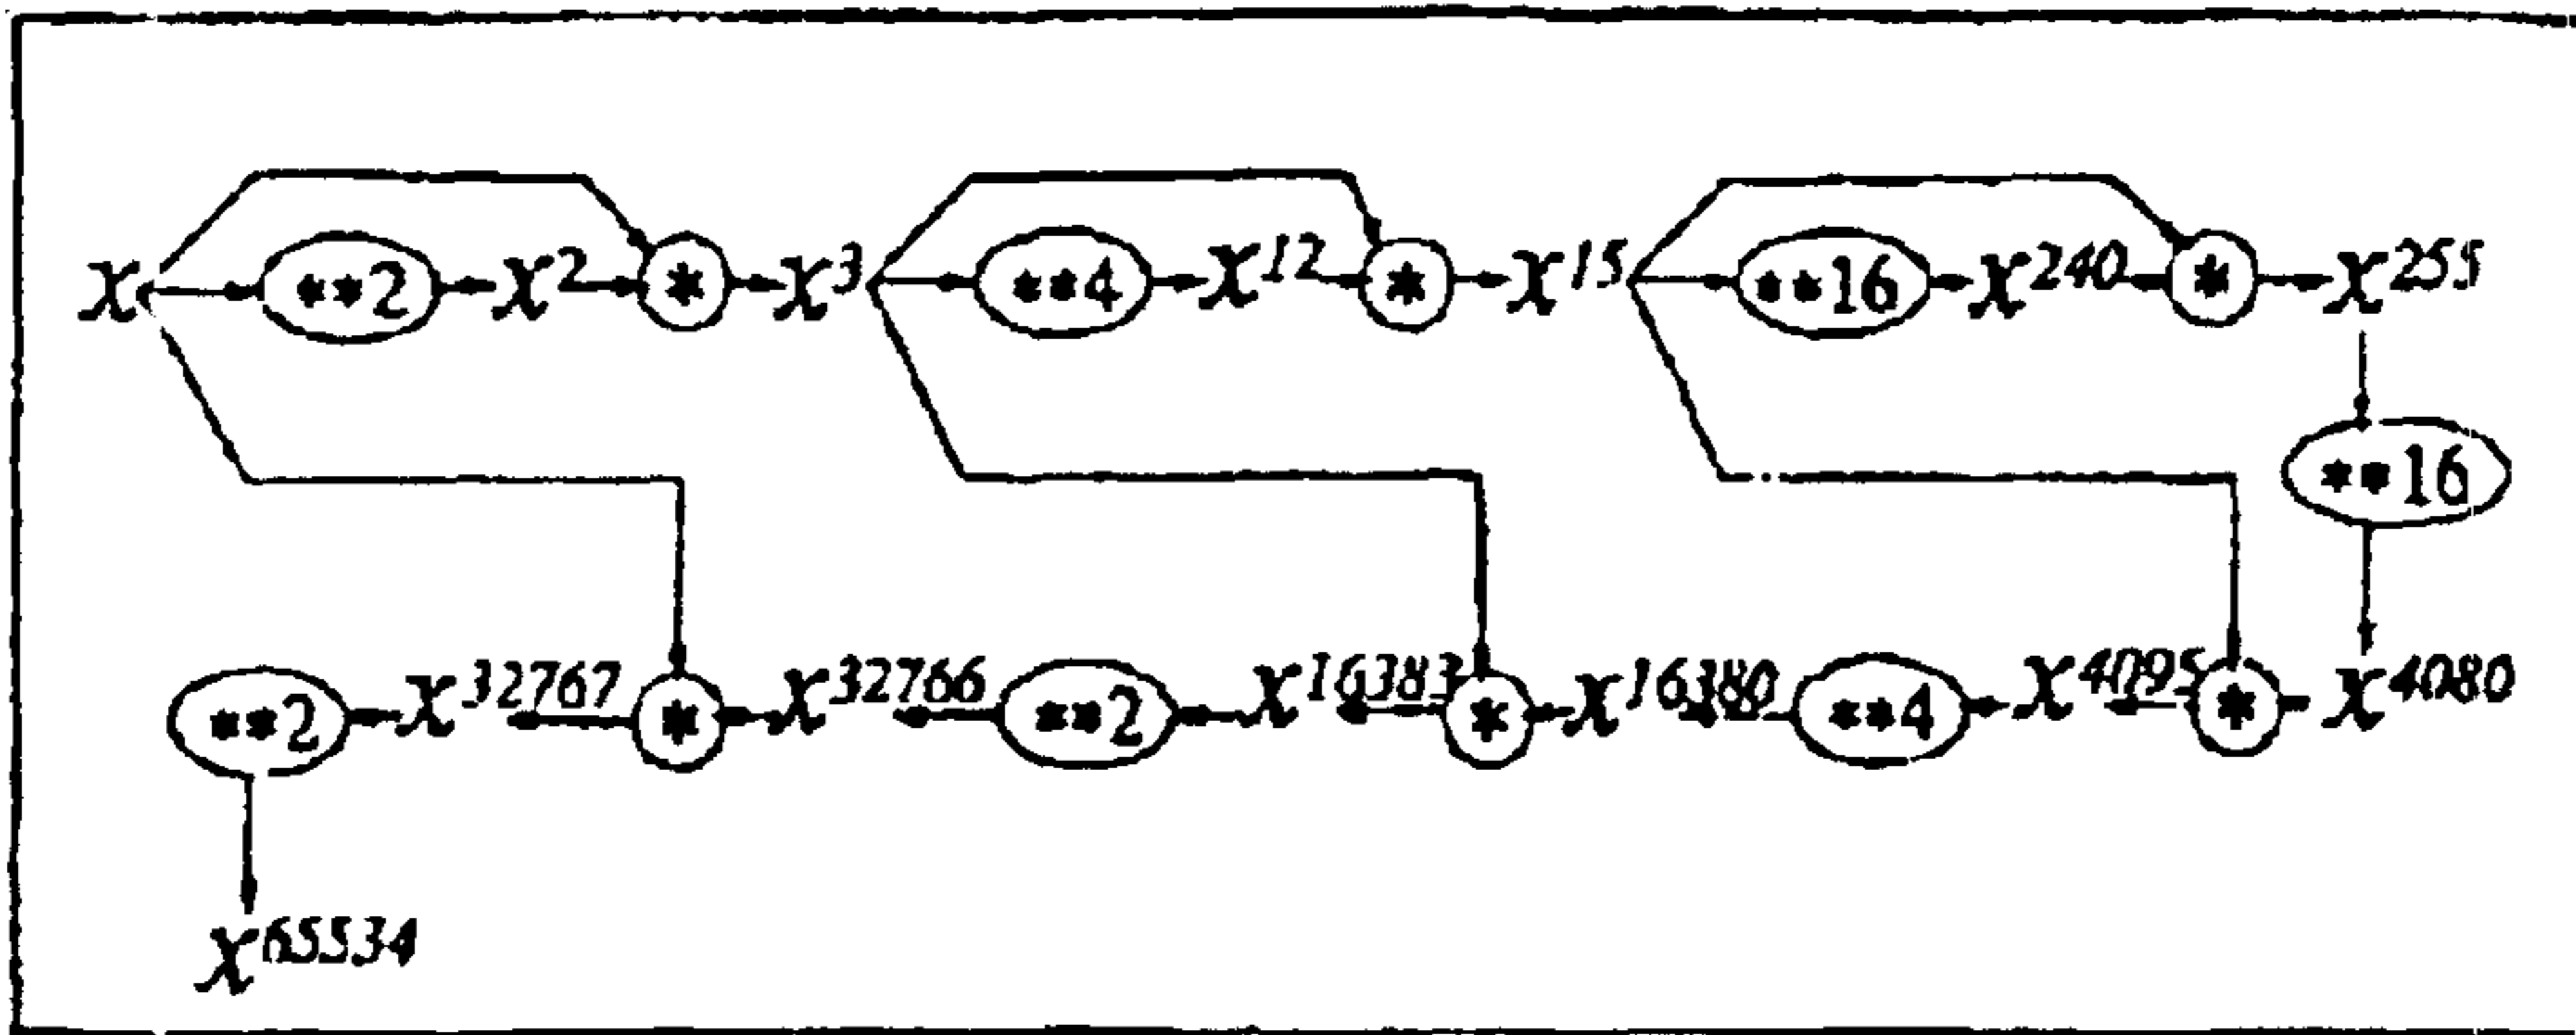 X **2 X² * X³ **4 X¹² * X¹⁵ **16 X²⁴⁰ * X²⁵⁵
**16
**2 X³²⁷⁶⁷ * X³²⁷⁶⁶ **2 X¹⁶³⁸³ * X¹⁶³⁸⁰ **4 X⁴⁰⁹⁵ * X⁴⁰⁸⁰
X⁶⁵⁵³⁴